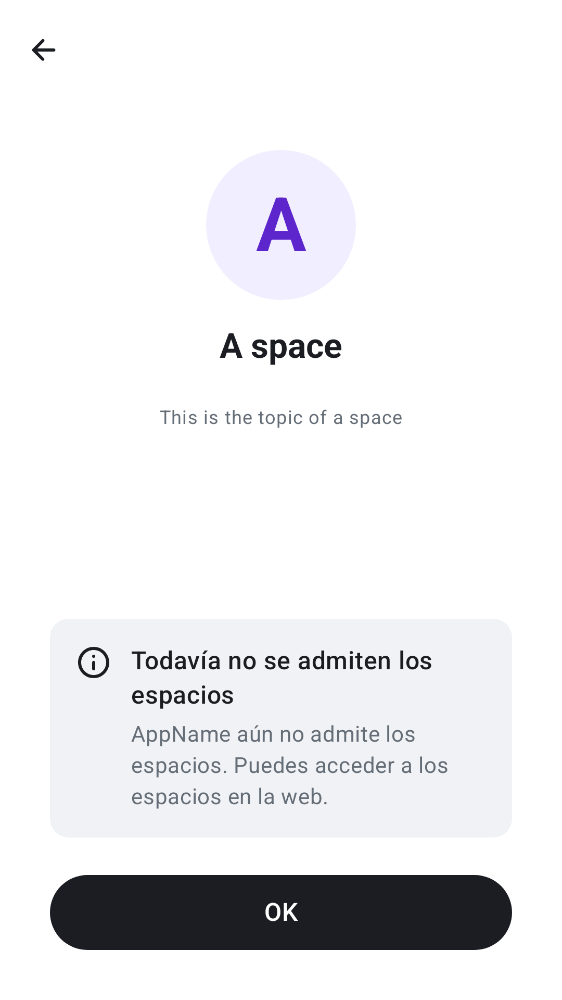 A
A space
This is the topic of a space
Todavía no se admiten los
espacios
AppName aún no admite los
espacios. Puedes acceder a los
espacios en la web.
OK